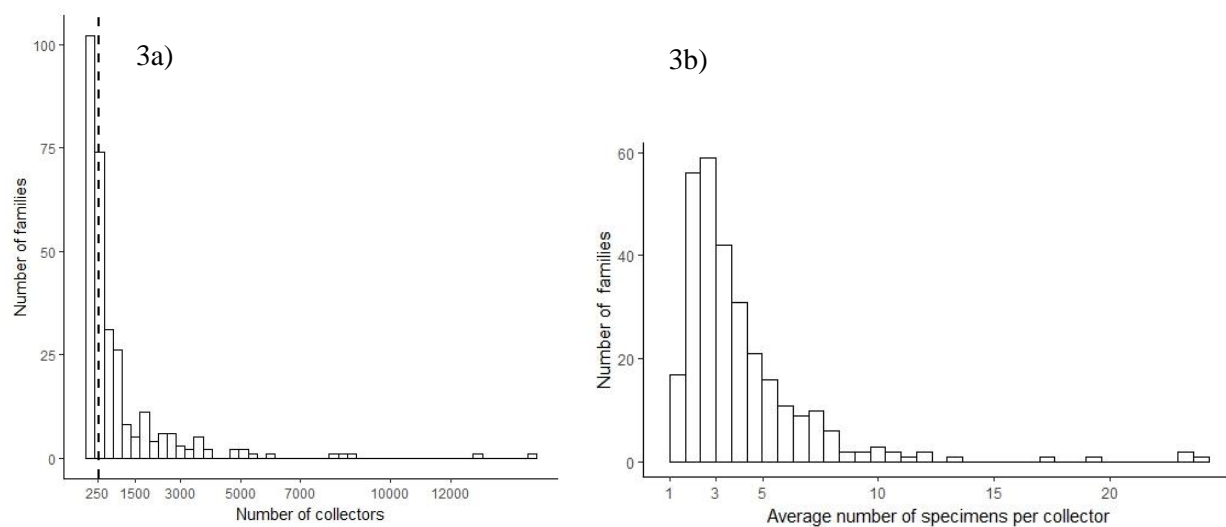 3a)
100
75
50
25
0
Number of families
250 1500 3000 5000 7000 10000 12000
Number of collectors
3b)
60
40
20
0
Number of families
1 3 5 10 15 20
Average number of specimens per collector